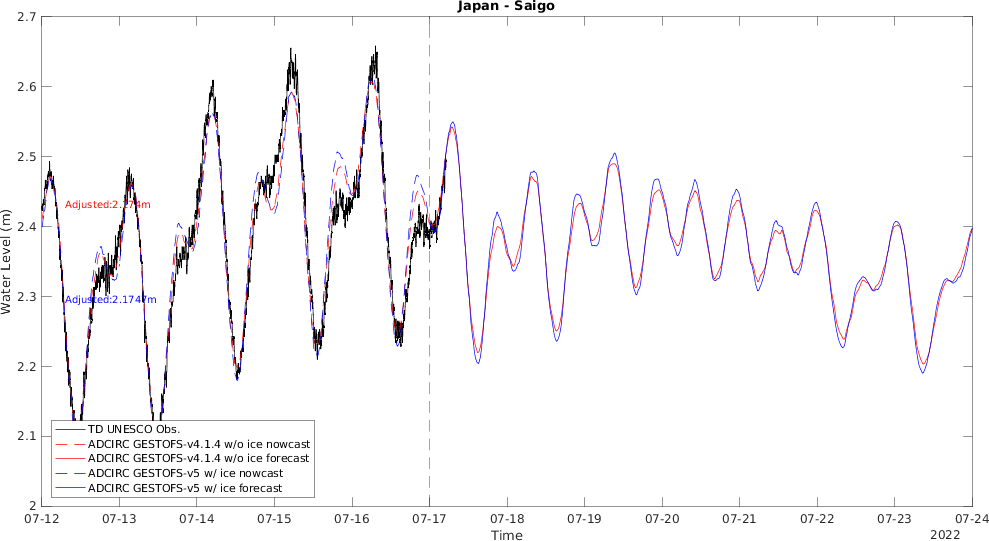 Japan - Saigo
2.7
2.6
2.5
2.4
2.3
2.2
2.1
2
Water Level (m)
Adjusted:2.174m
Adjusted:2.1747m
TD UNESCO Obs.
ADCIRC GESTOFS-v4.1.4 w/o ice nowcast
ADCIRC GESTOFS-v4.1.4 w/o ice forecast
ADCIRC GESTOFS-v5 w/ ice nowcast
ADCIRC GESTOFS-v5 w/ ice forecast
07-12 07-13 07-14 07-15 07-16 07-17 07-18 07-19 07-20 07-21 07-22 07-23 07-24
Time
2022